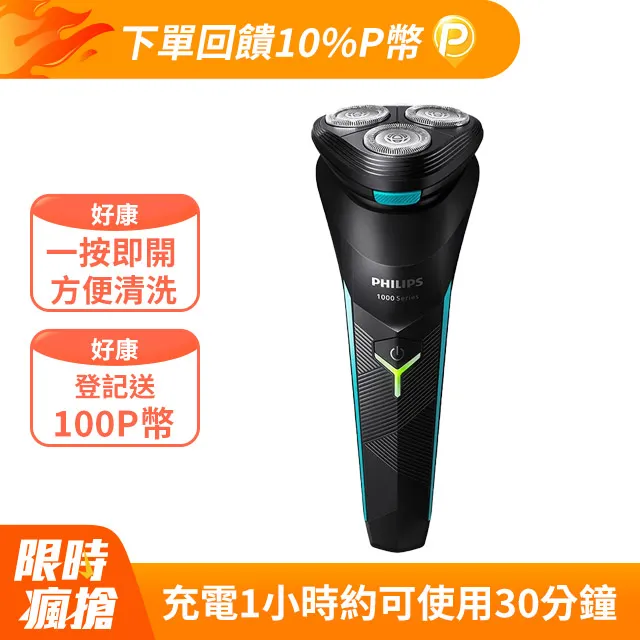 下單回饋10%P幣 P
好康
一按即開
方便清洗
好康
登記送
100P幣
PHILIPS
1000 Series
限時
瘋搶
充電1小時約可使用30分鐘